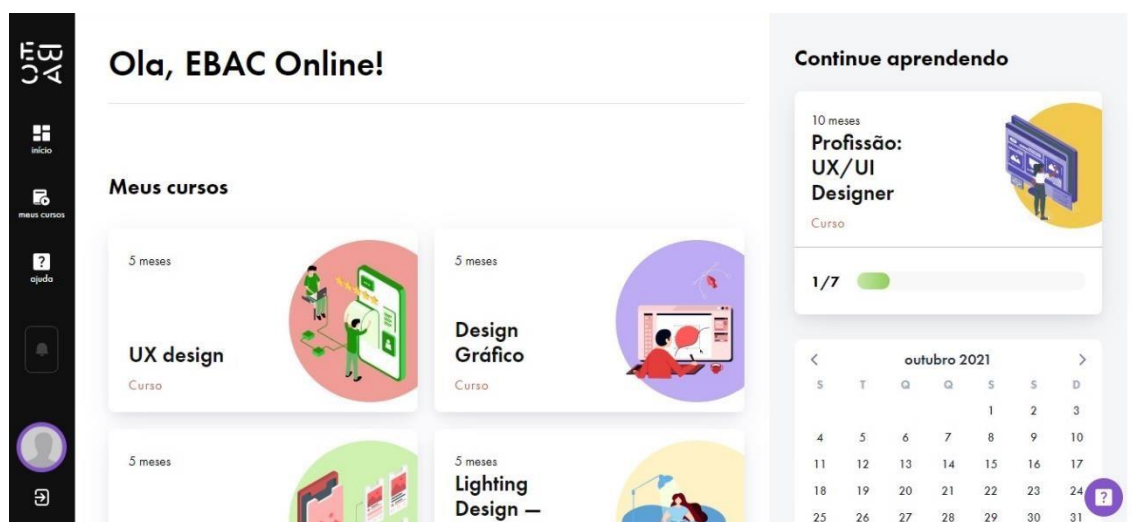 EBAC
início
meus cursos
ajuda
Ola, EBAC Online!
Meus cursos
5 meses
UX design
Curso
5 meses
Design
Gráfico
Curso
5 meses
5 meses
Lighting
Design —
Continue aprendendo
10 meses
Profissão:
UX/UI
Designer
Curso
1/7
outubro 2021
S T Q Q S S D
1 2 3
4 5 6 7 8 9 10
11 12 13 14 15 16 17
18 19 20 21 22 23 24
25 26 27 28 29 30 31